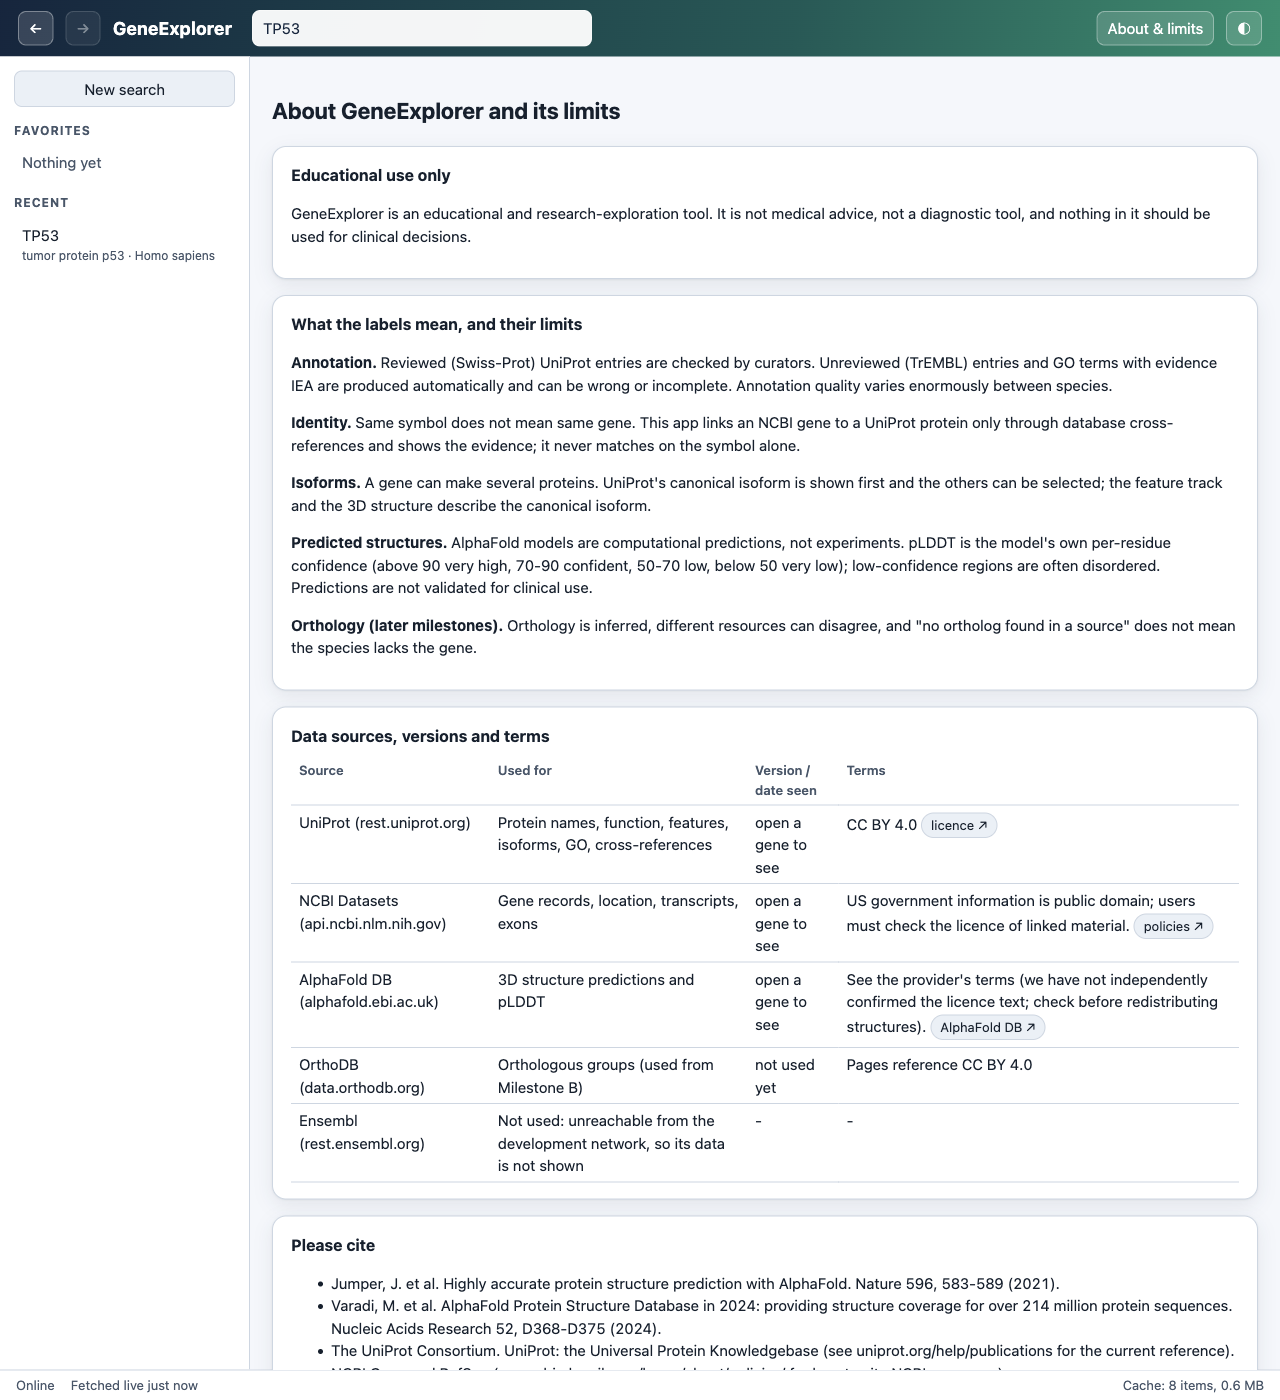 GeneExplorer
TP53
About & limits
New search
FAVORITES
Nothing yet
RECENT
TP53
tumor protein p53 · Homo sapiens
About GeneExplorer and its limits
Educational use only
GeneExplorer is an educational and research-exploration tool. It is not medical advice, not a diagnostic tool, and nothing in it should be
used for clinical decisions.
What the labels mean, and their limits
Annotation. Reviewed (Swiss-Prot) UniProt entries are checked by curators. Unreviewed (TrEMBL) entries and GO terms with evidence
IEA are produced automatically and can be wrong or incomplete. Annotation quality varies enormously between species.
Identity. Same symbol does not mean same gene. This app links an NCBI gene to a UniProt protein only through database cross-
references and shows the evidence; it never matches on the symbol alone.
Isoforms. A gene can make several proteins. UniProt's canonical isoform is shown first and the others can be selected; the feature track
and the 3D structure describe the canonical isoform.
Predicted structures. AlphaFold models are computational predictions, not experiments. pLDDT is the model's own per-residue
confidence (above 90 very high, 70-90 confident, 50-70 low, below 50 very low); low-confidence regions are often disordered.
Predictions are not validated for clinical use.
Orthology (later milestones). Orthology is inferred, different resources can disagree, and "no ortholog found in a source" does not mean
the species lacks the gene.
Data sources, versions and terms
Source
Used for
Version /
date seen
Terms
UniProt (rest.uniprot.org)
Protein names, function, features,
isoforms, GO, cross-references
open a
gene to
see
CC BY 4.0 licence ↗
NCBI Datasets
(api.ncbi.nlm.nih.gov)
Gene records, location, transcripts,
exons
open a
gene to
see
US government information is public domain; users
must check the licence of linked material. policies ↗
AlphaFold DB
(alphafold.ebi.ac.uk)
3D structure predictions and
pLDDT
open a
gene to
see
See the provider's terms (we have not independently
confirmed the licence text; check before redistributing
structures). AlphaFold DB ↗
OrthoDB
(data.orthodb.org)
Orthologous groups (used from
Milestone B)
not used
yet
Pages reference CC BY 4.0
Ensembl
(rest.ensembl.org)
Not used: unreachable from the
development network, so its data
is not shown
-
-
Please cite
• Jumper, J. et al. Highly accurate protein structure prediction with AlphaFold. Nature 596, 583-589 (2021).
• Varadi, M. et al. AlphaFold Protein Structure Database in 2024: providing structure coverage for over 214 million protein sequences.
Nucleic Acids Research 52, D368-D375 (2024).
• The UniProt Consortium. UniProt: the Universal Protein Knowledgebase (see uniprot.org/help/publications for the current reference).
Online
Fetched live just now
Cache: 8 items, 0.6 MB